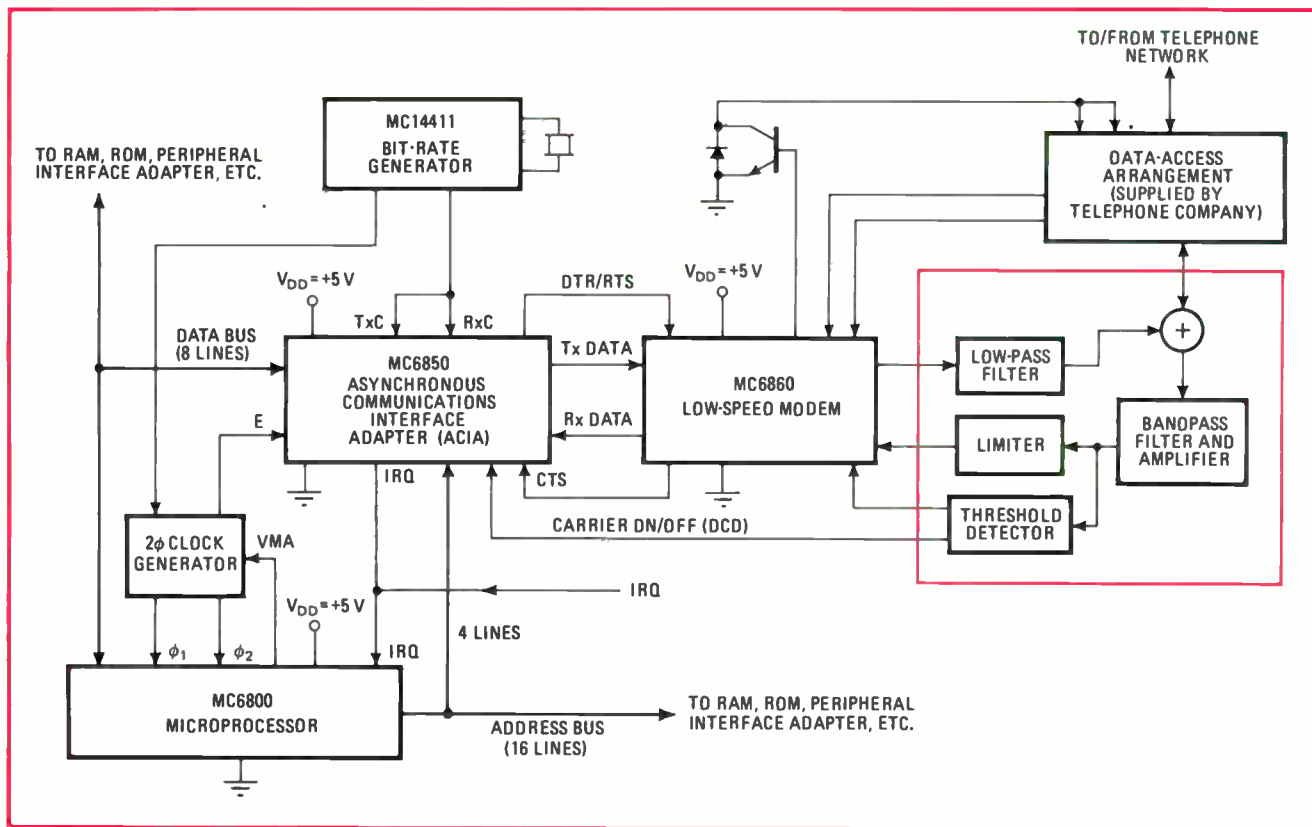 TO/FROM TELEPHONE
NETWORK
MC14411
BIT-RATE
GENERATOR
TO RAM, ROM, PERIPHERAL
INTERFACE ADAPTER, ETC.
DATA-ACCESS
ARRANGEMENT
(SUPPLIED BY
TELEPHONE COMPANY)
VDD = +5 V
VDD = +5 V
DTR/RTS
TxC
RxC
DATA BUS
(8 LINES)
Tx DATA
+
LOW-PASS
FILTER
MC6850
ASYNCHRONOUS
COMMUNICATIONS
INTERFACE
ADAPTER (ACIA)
MC6860
LOW-SPEED MODEM
E
Rx DATA
LIMITER
BANDPASS
FILTER AND
AMPLIFIER
IRQ
CTS
CARRIER ON/OFF (DCD)
THRESHOLD
DETECTOR
2ϕ CLOCK
GENERATOR
VMA
VDD = +5 V
IRQ
4 LINES
ϕ1
ϕ2
IRQ
MC6800
MICROPROCESSOR
ADDRESS BUS
(16 LINES)
TO RAM, ROM, PERIPHERAL
INTERFACE ADAPTER, ETC.